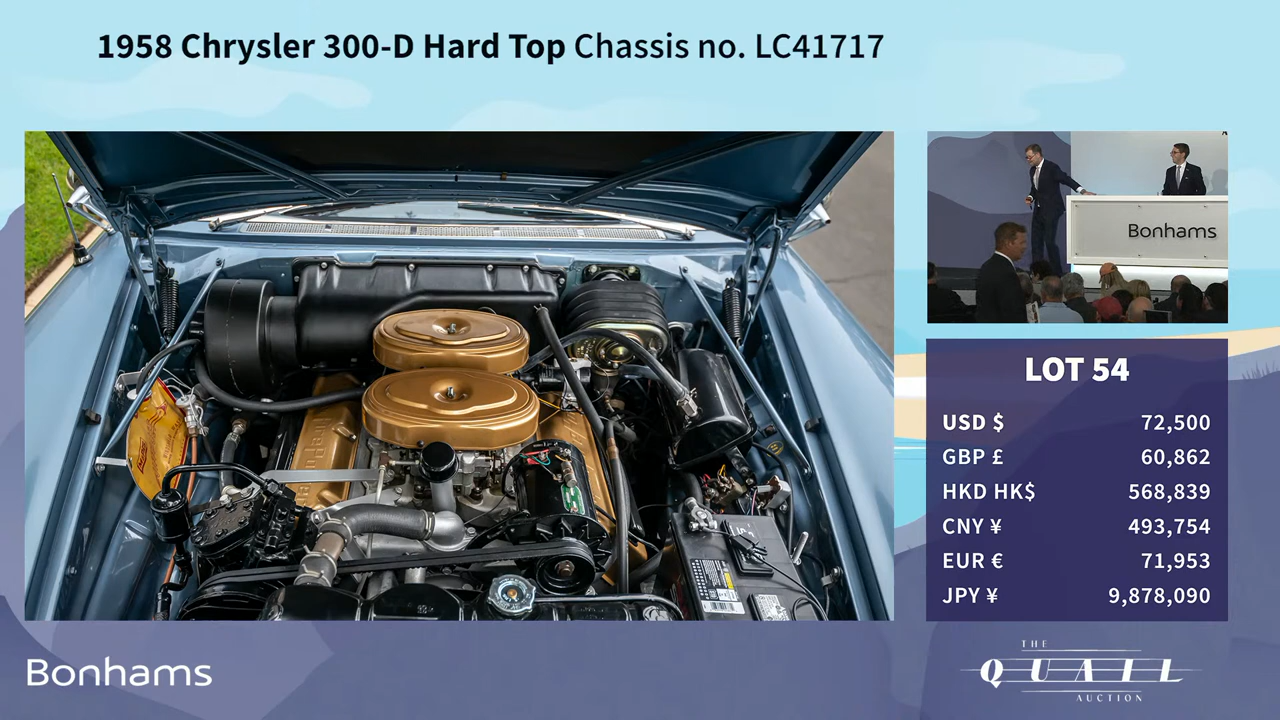 1958 Chrysler 300-D Hard Top Chassis no. LC41717
Bonhams
LOT 54
USD $ 72,500
GBP £ 60,862
HKD HK$ 568,839
CNY ¥ 493,754
EUR € 71,953
JPY ¥ 9,878,090
Bonhams
THE
QUAIL
AUCTION